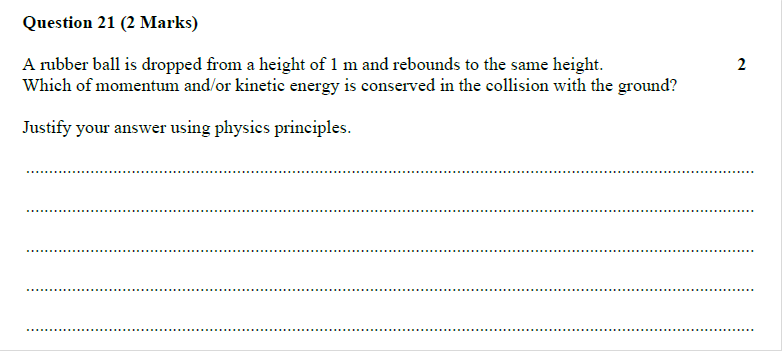 Question 21 (2 Marks)
A rubber ball is dropped from a height of 1 m and rebounds to the same height. 2
Which of momentum and/or kinetic energy is conserved in the collision with the ground?
Justify your answer using physics principles.